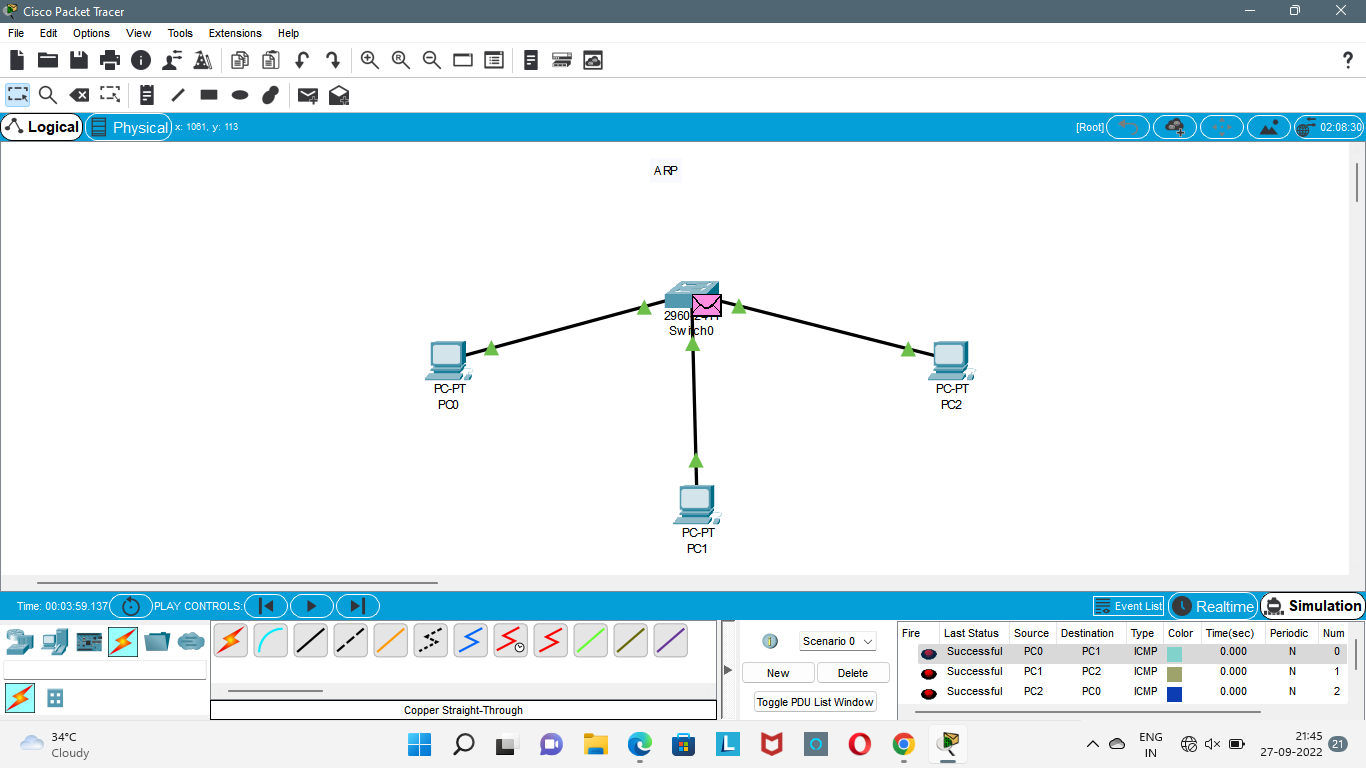 Cisco Packet Tracer
File Edit Options View Tools Extensions Help
R
?
Logical Physical x: 1061, y: 113 [Root] 02:08:30
ARP
Switch0
PC-PT
PC0
PC-PT
PC2
PC-PT
PC1
Time: 00:03:59.137 PLAY CONTROLS: Event List Realtime Simulation
Scenario 0
New Delete
Toggle PDU List Window
Copper Straight-Through
Fire Last Status Source Destination Type Color Time(sec) Periodic Num
Successful PC0 PC1 ICMP 0.000 N 0
Successful PC1 PC2 ICMP 0.000 N 1
Successful PC2 PC0 ICMP 0.000 N 2
34°C
Cloudy
L
ENG
IN
21:45
27-09-2022
21